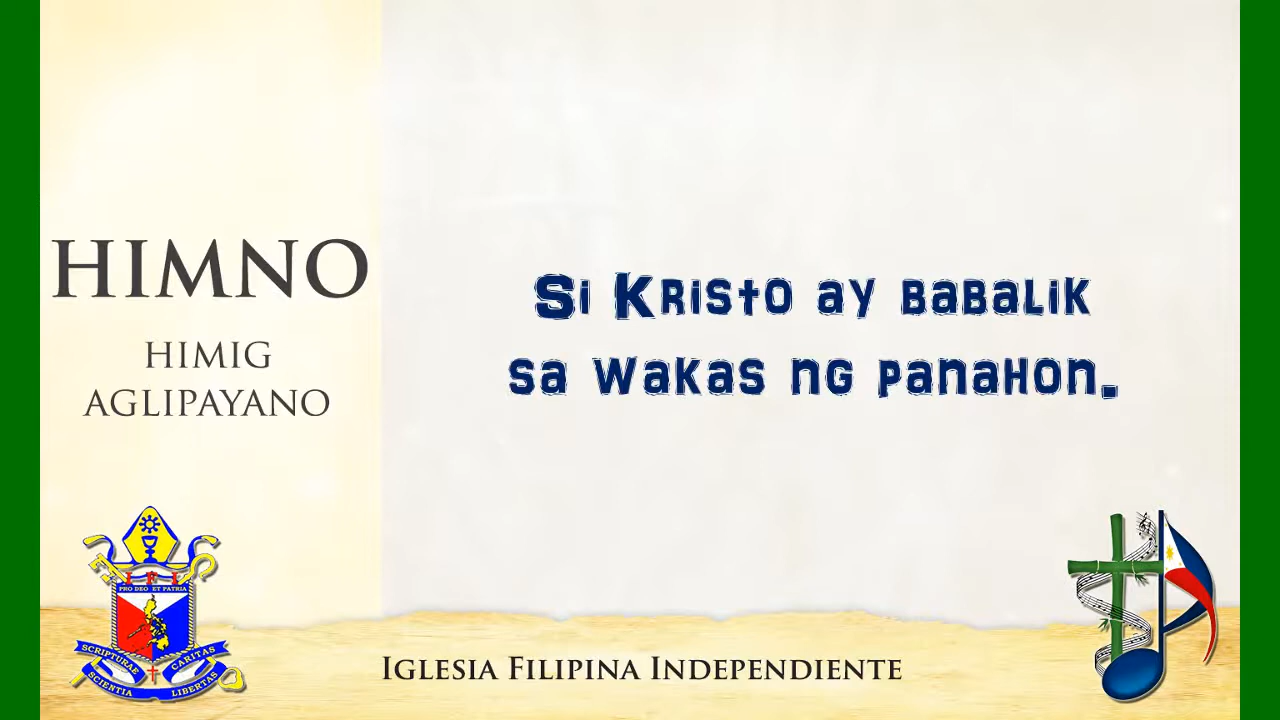 HIMNO
HIMIG
AGLIPAYANO
Si Kristo ay babalik
sa wakas ng panahon.
IFI
PRO DEO ET PATRIA
SCRIPTURAE
CARITAS
SCIENTIA
LIBERTAS
IGLESIA FILIPINA INDEPENDIENTE